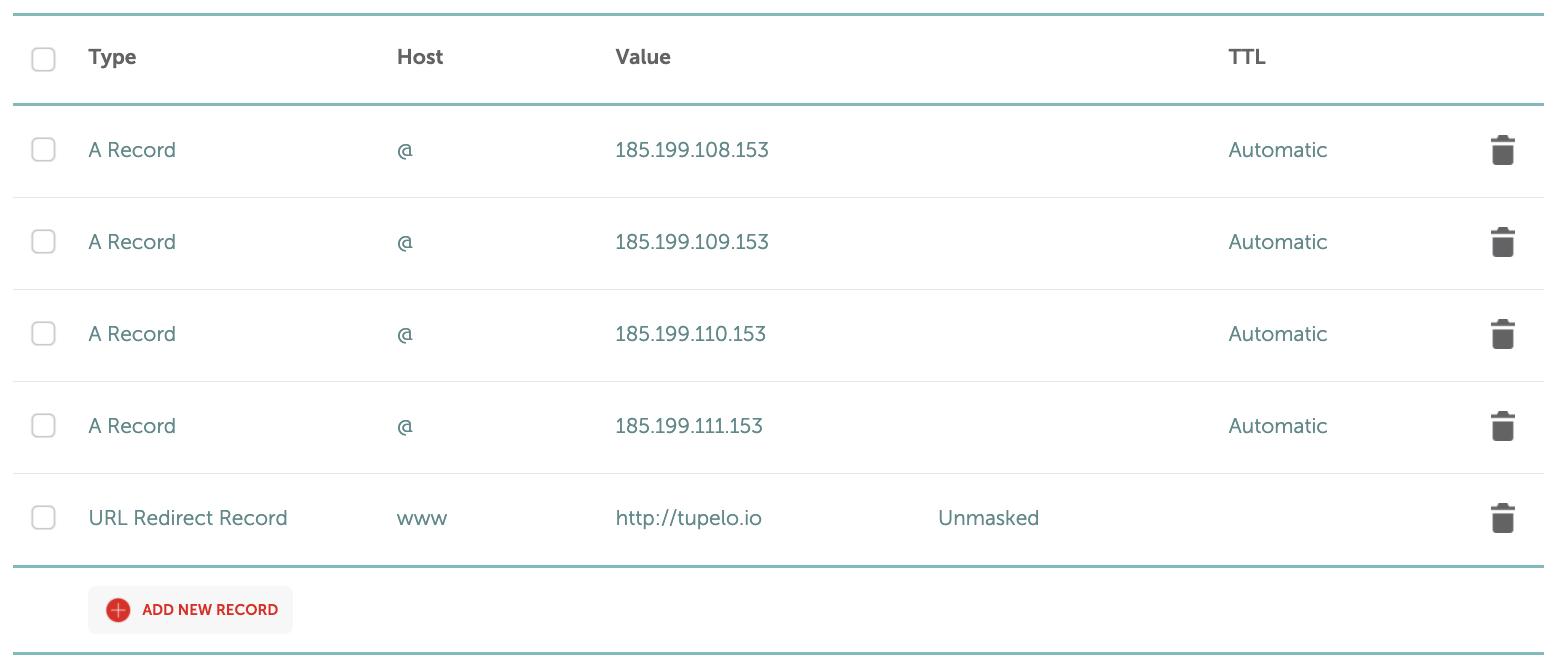 Type Host Value TTL
A Record @ 185.199.108.153 Automatic
A Record @ 185.199.109.153 Automatic
A Record @ 185.199.110.153 Automatic
A Record @ 185.199.111.153 Automatic
URL Redirect Record www http://tupelo.io Unmasked
ADD NEW RECORD